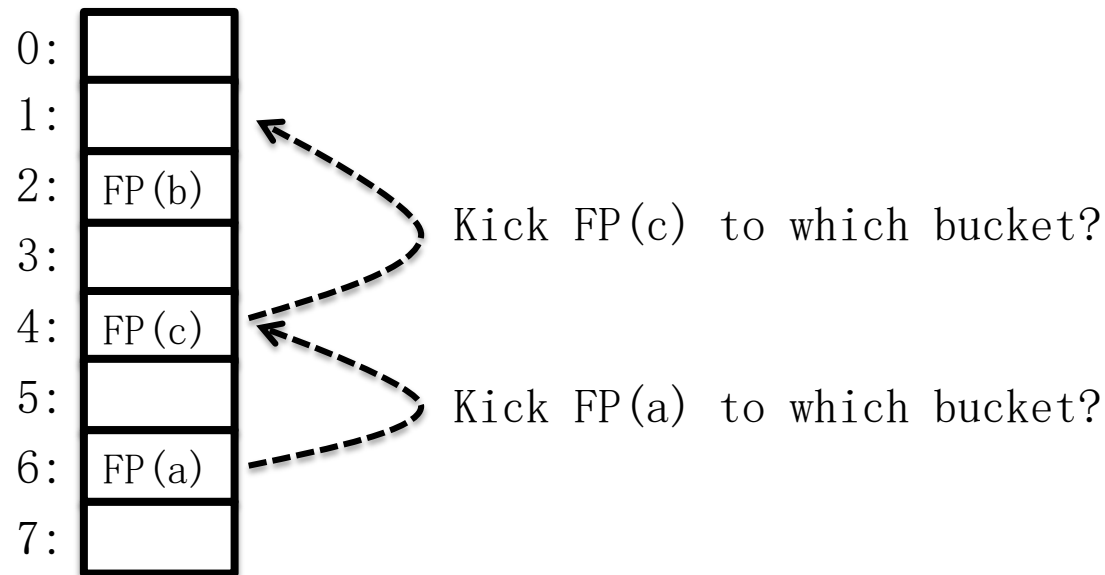 0:
1:
2: FP(b)
Kick FP(c) to which bucket?
3:
4: FP(c)
5:
Kick FP(a) to which bucket?
6: FP(a)
7: